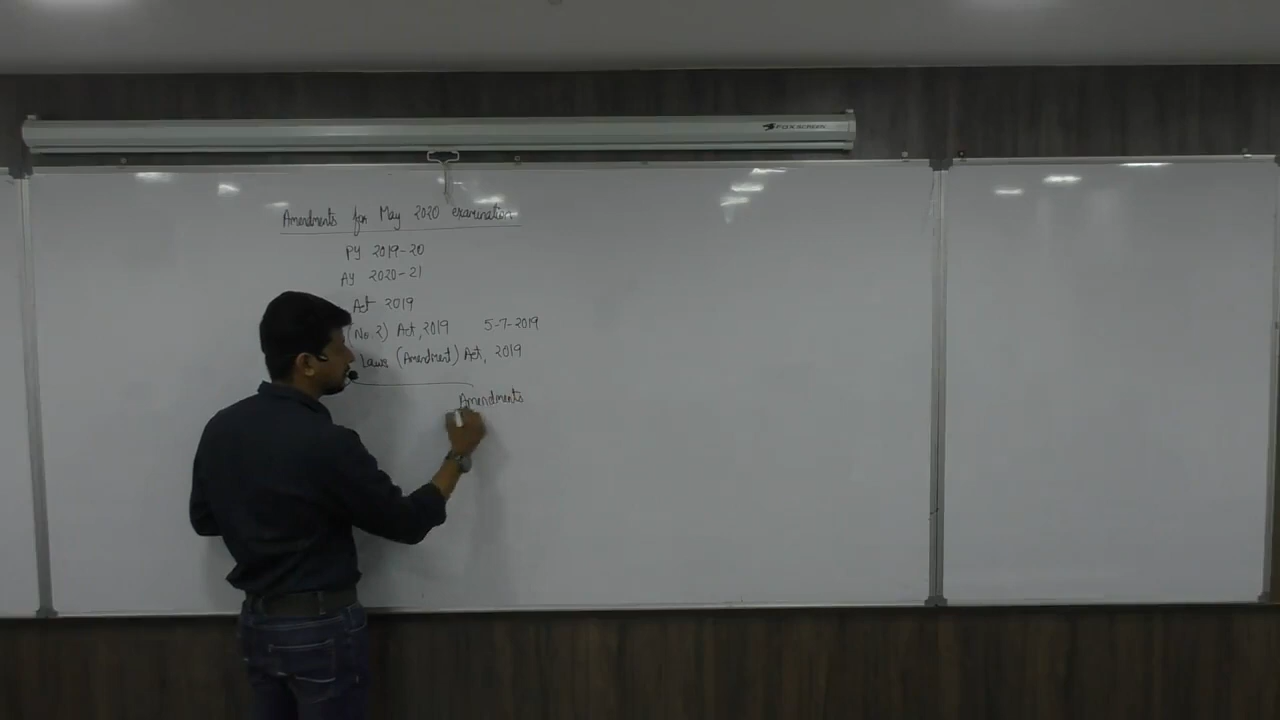 FOX SCREEN
Amendments for May 2020 examination
PY 2019-20
AY 2020-21
Act 2019
(No. 2) Act, 2019 5-7-2019
Laws (Amendment) Act, 2019
Amendments